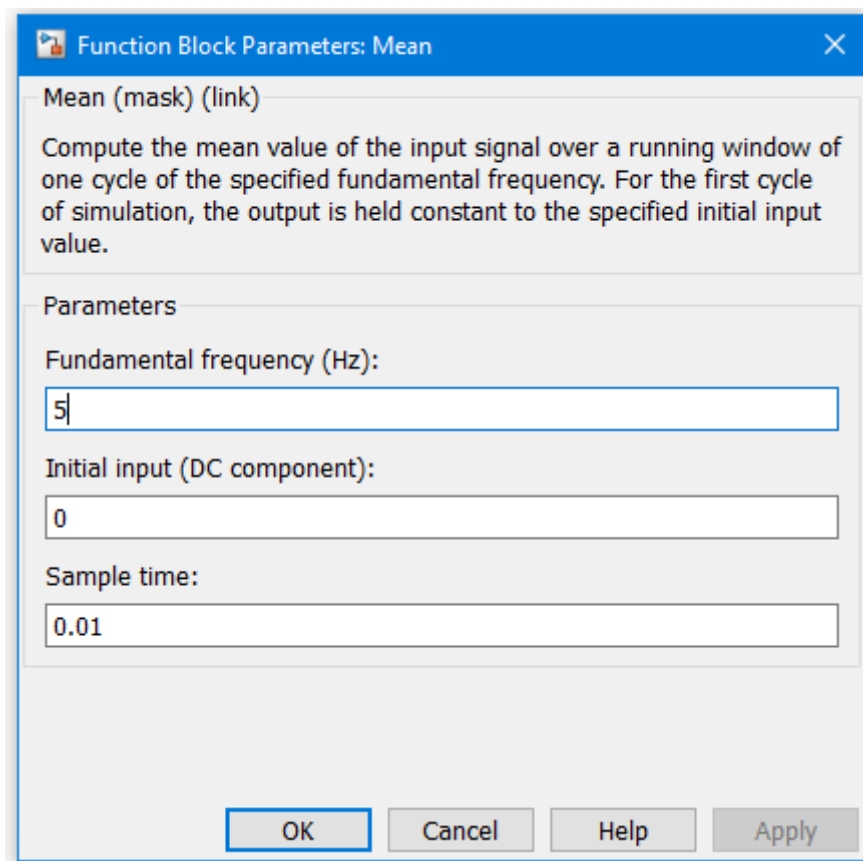 Function Block Parameters: Mean
Mean (mask) (link)
Compute the mean value of the input signal over a running window of
one cycle of the specified fundamental frequency. For the first cycle
of simulation, the output is held constant to the specified initial input
value.
Parameters
Fundamental frequency (Hz):
5
Initial input (DC component):
0
Sample time:
0.01
OK Cancel Help Apply